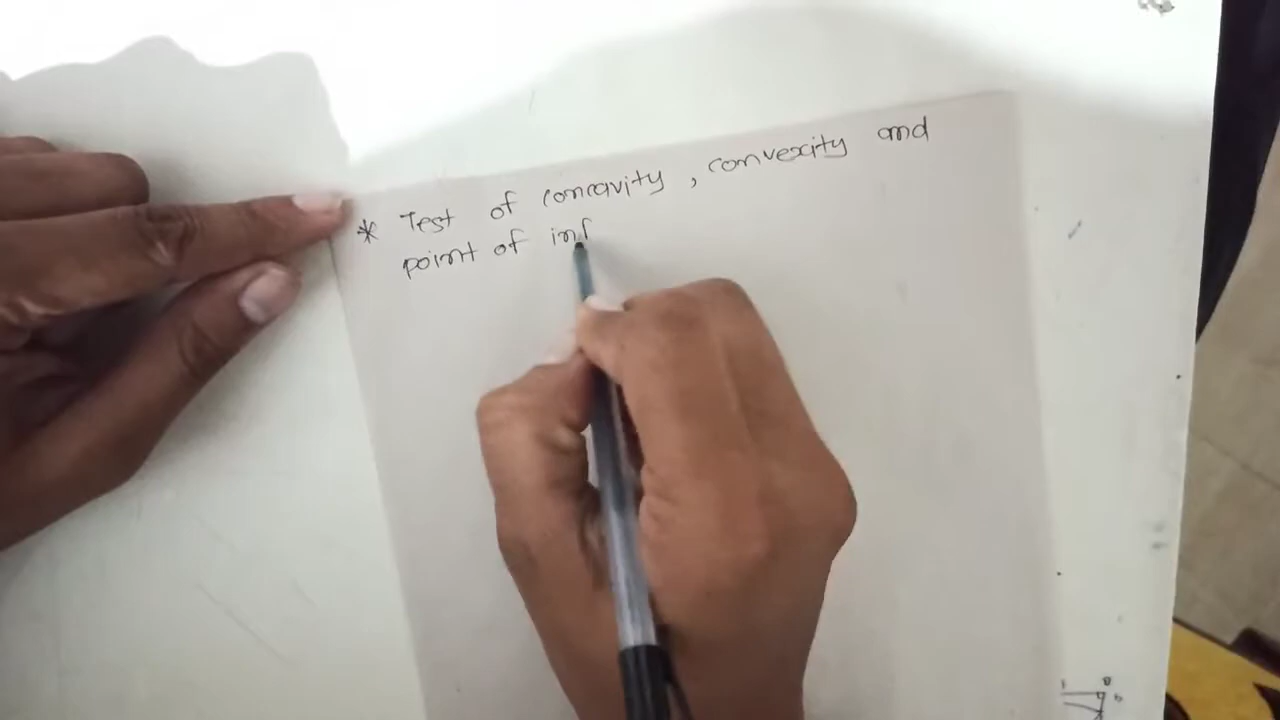 * Test of concavity, convexity and
point of inf